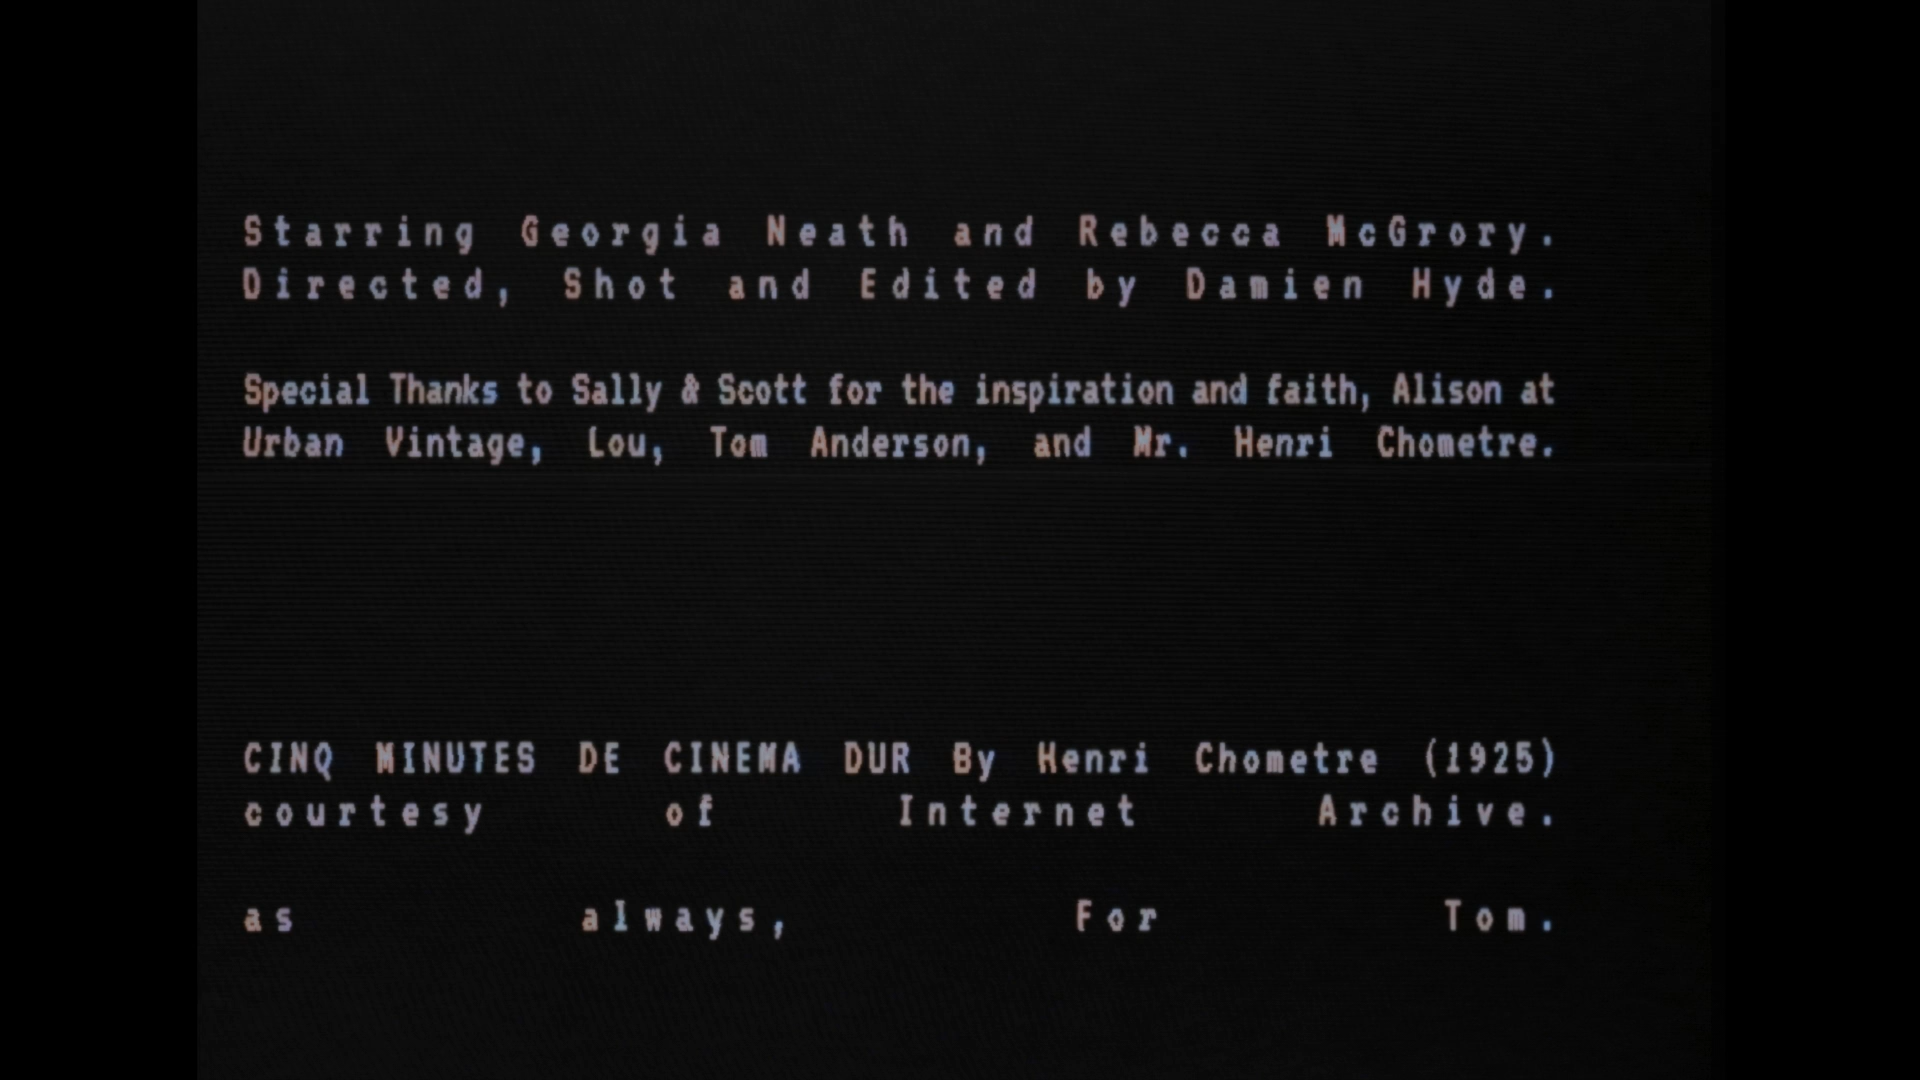 Starring Georgia Neath and Rebecca McGrory.
Directed, Shot and Edited by Damien Hyde.
Special Thanks to Sally & Scott for the inspiration and faith, Alison at
Urban Vintage, Lou, Tom Anderson, and Mr. Henri Chometre.
CINQ MINUTES DE CINEMA DUR By Henri Chometre (1925)
courtesy of Internet Archive.
as always, For Tom.